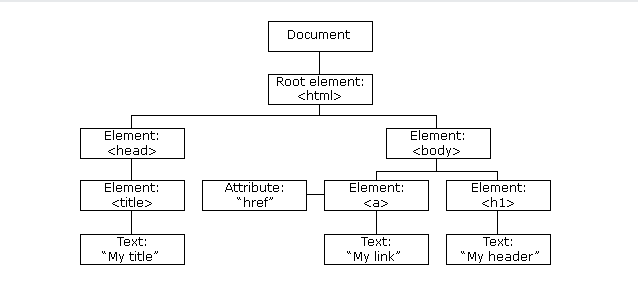 Document
Root element:
<html>
Element:
<head>
Element:
<body>
Element:
<title>
Attribute:
“href”
Element:
<a>
Element:
<h1>
Text:
“My title”
Text:
“My link”
Text:
“My header”